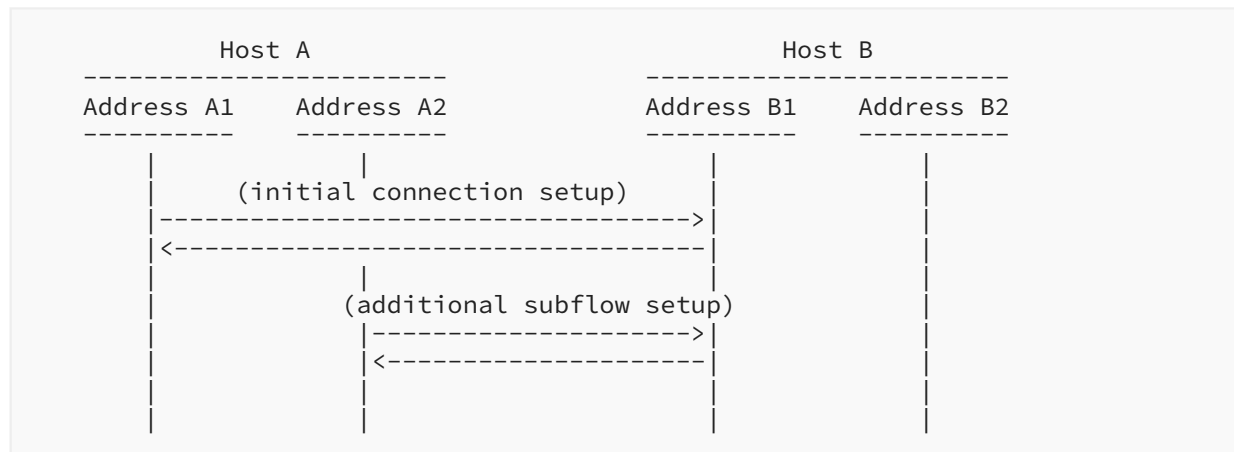 Host A Host B
----------------------- -----------------------
Address A1 Address A2 Address B1 Address B2
---------- ---------- ---------- ----------
(initial connection setup)
(additional subflow setup)